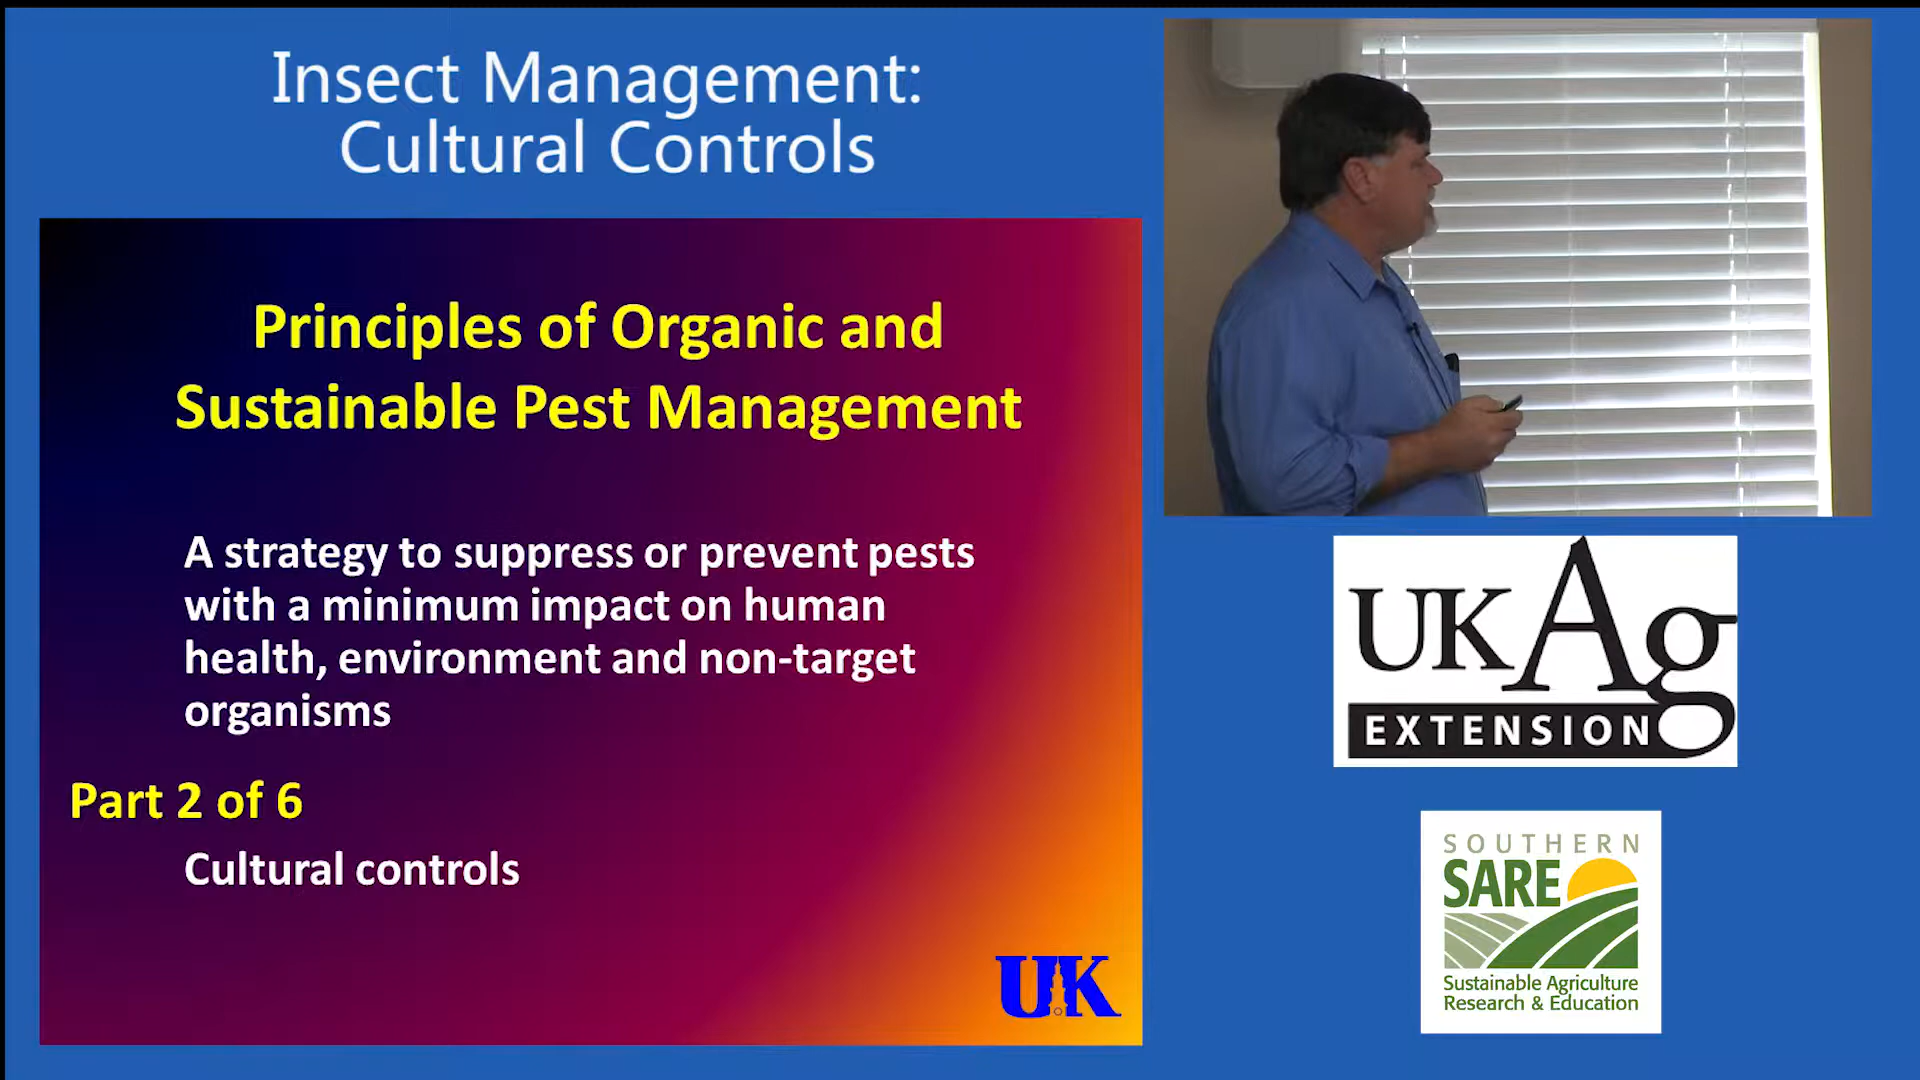 Insect Management:
Cultural Controls
Principles of Organic and
Sustainable Pest Management
A strategy to suppress or prevent pests
with a minimum impact on human
health, environment and non-target
organisms
Part 2 of 6
Cultural controls
UK
UKAg
EXTENSION
SOUTHERN
SARE
Sustainable Agriculture
Research & Education